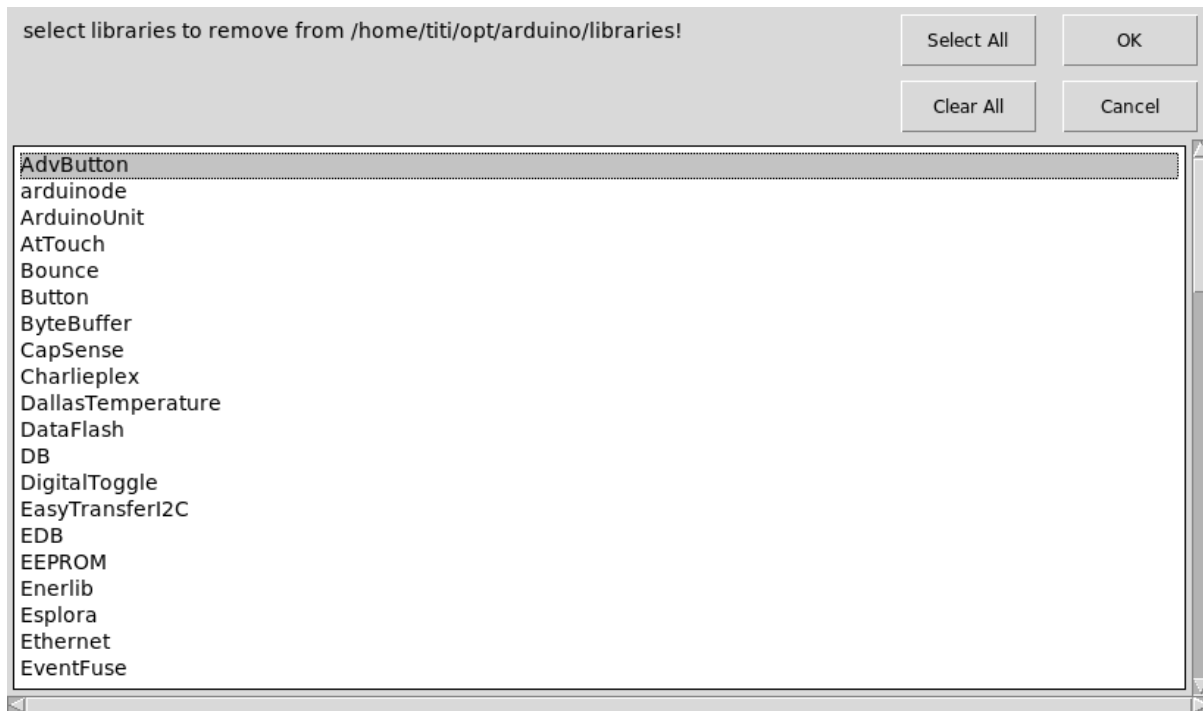 select libraries to remove from /home/titi/opt/arduino/libraries!
Select All
OK
Clear All
Cancel
AdvButton
arduinode
ArduinoUnit
AtTouch
Bounce
Button
ByteBuffer
CapSense
Charlieplex
DallasTemperature
DataFlash
DB
DigitalToggle
EasyTransferI2C
EDB
EEPROM
Enerlib
Esplora
Ethernet
EventFuse